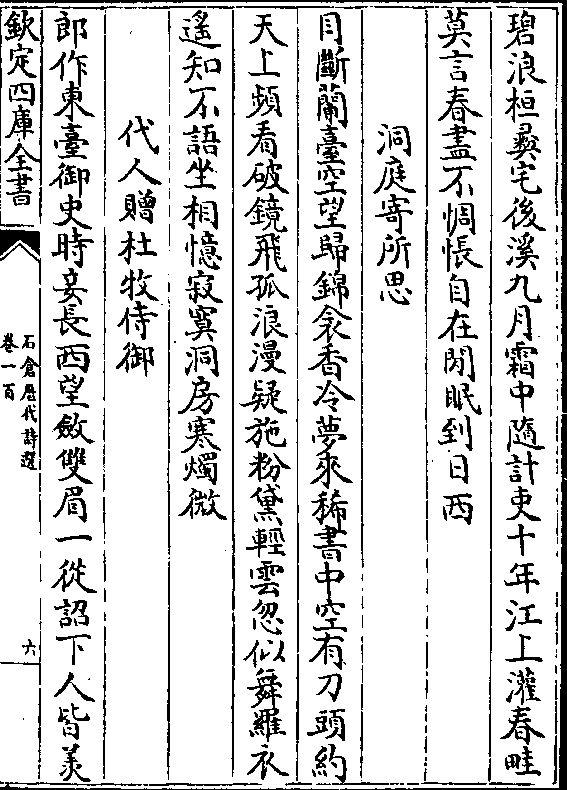 碧浪桓彜宅後溪九月霜中隨計吏十年江上灌春畦
莫言春盡不惆悵自在閒眠到日西
洞庭寄所思
目斷蘭臺空望歸錦衾香冷夢來稀書中空有刀頭約
天上頻看破鏡飛孤浪漫疑施粉黛輕雲忽似舞羅衣
遥知不語坐相憶寂寞洞房寒燭微
代人贈杜牧侍御
郎作東臺御史時妾長西望斂雙眉一從詔下人皆羡
欽定四庫全書
石倉歷代詩選
卷一百
六